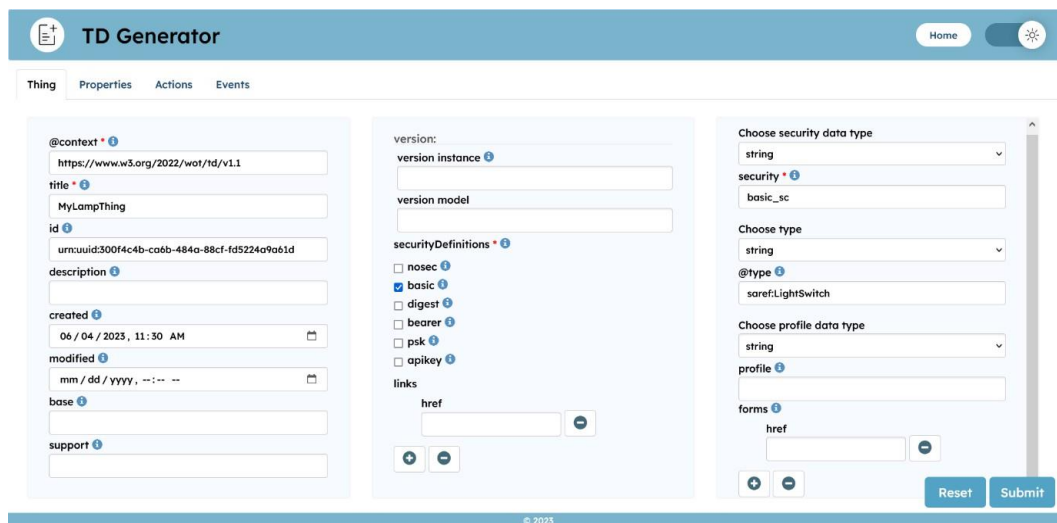 TD Generator
Home
Thing
Properties
Actions
Events
@context *
https://www.w3.org/2022/wot/td/v1.1
title *
MyLampThing
id
urn:uuid:300f4c4b-ca6b-484a-88cf-fd5224a9a61d
description
created
06 / 04 / 2023, 11:30 AM
modified
mm / dd / yyyy, --:-- --
base
support
version:
version instance
version model
securityDefinitions *
nosec
basic
digest
bearer
psk
apikey
links
href
Choose security data type
string
security *
basic_sc
Choose type
string
@type
saref:LightSwitch
Choose profile data type
string
profile
forms
href
Reset
Submit
© 2023